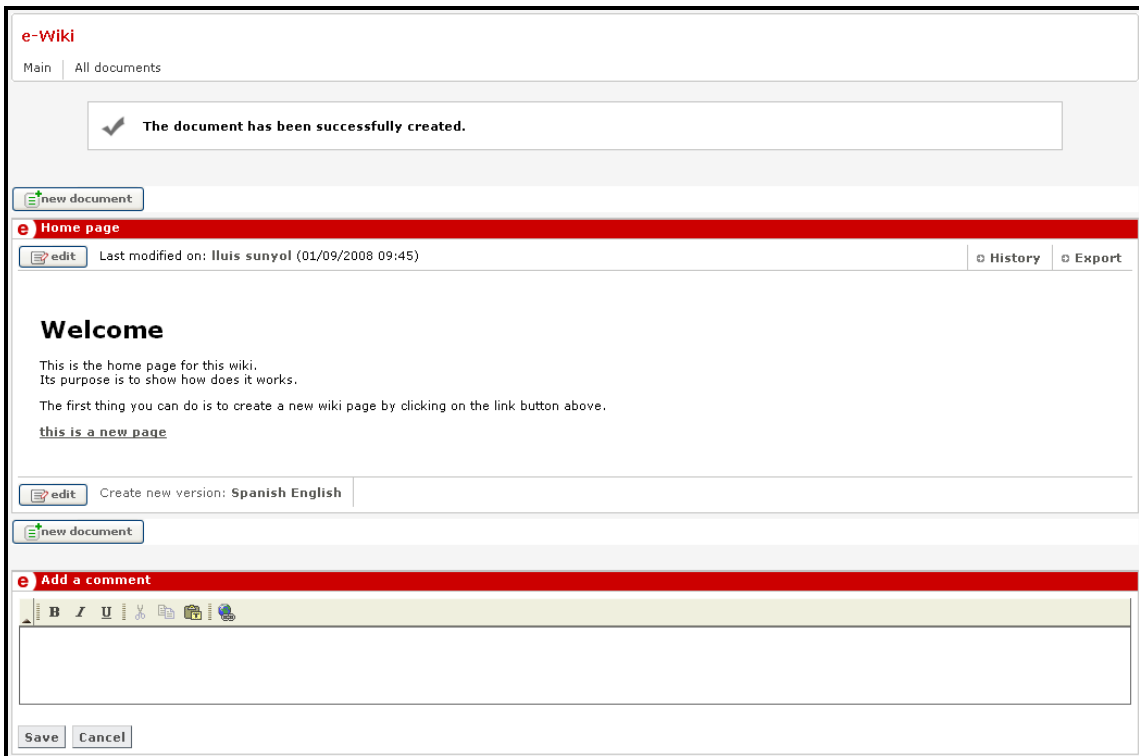 e-Wiki
Main All documents
The document has been successfully created.
new document
e Home page
edit Last modified on: lluis sunyol (01/09/2008 09:45) History Export
Welcome
This is the home page for this wiki.
Its purpose is to show how does it works.
The first thing you can do is to create a new wiki page by clicking on the link button above.
this is a new page
edit Create new version: Spanish English
new document
e Add a comment
B I U
Save Cancel